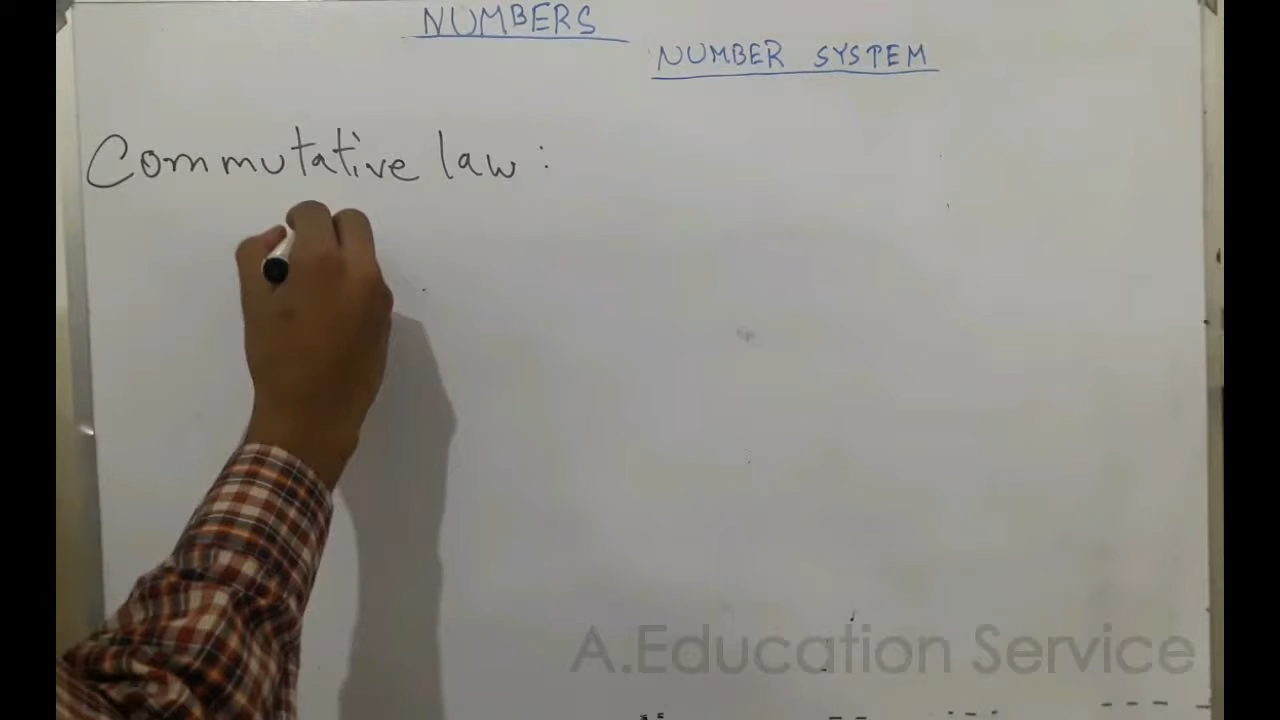 NUMBERS
NUMBER SYSTEM
Commutative law :
A.Education Service